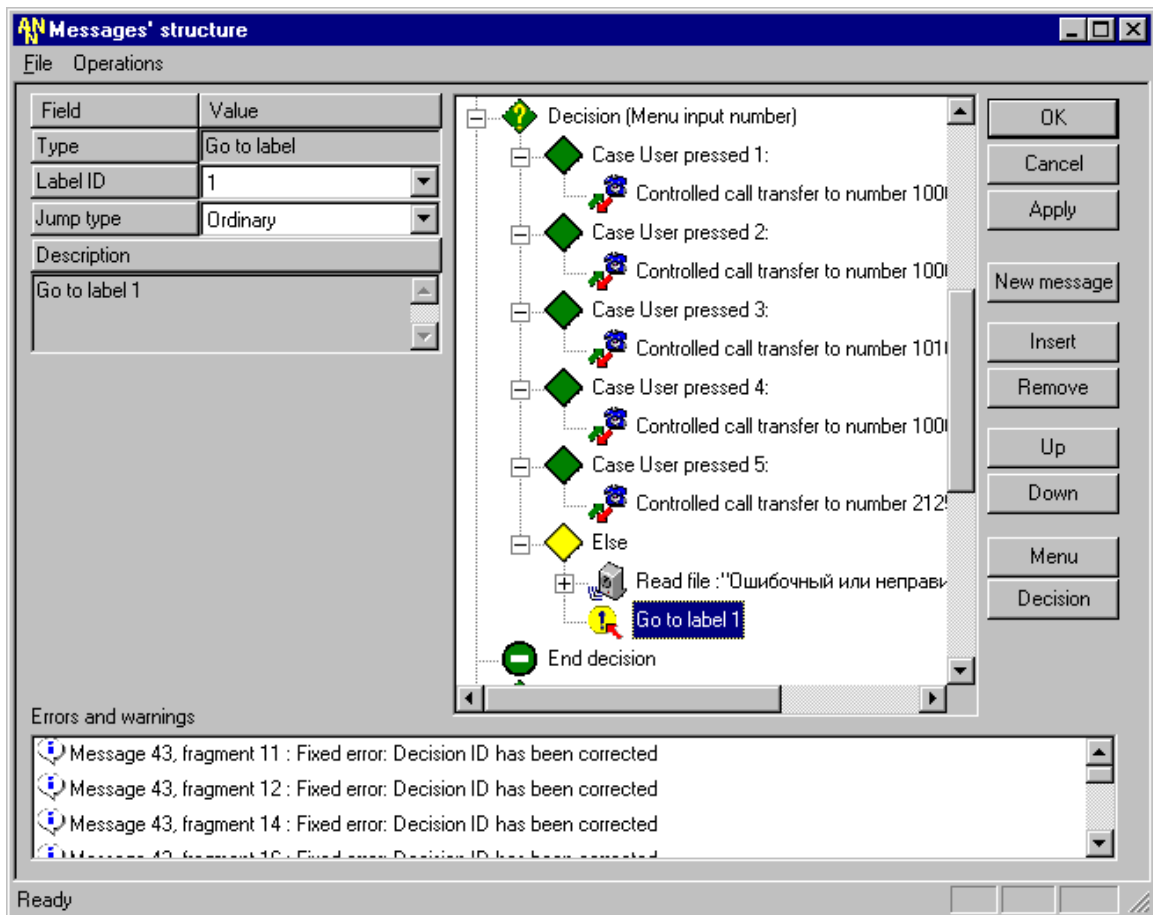 Messages' structure
File Operations
Field Value
Type Go to label
Label ID 1
Jump type Ordinary
Description
Go to label 1
Decision (Menu input number)
Case User pressed 1:
Controlled call transfer to number 100
Case User pressed 2:
Controlled call transfer to number 100
Case User pressed 3:
Controlled call transfer to number 101
Case User pressed 4:
Controlled call transfer to number 100
Case User pressed 5:
Controlled call transfer to number 212
Else
Read file :"Ошибочный или неправи
Go to label 1
End decision
OK
Cancel
Apply
New message
Insert
Remove
Up
Down
Menu
Decision
Errors and warnings
Message 43, fragment 11 : Fixed error: Decision ID has been corrected
Message 43, fragment 12 : Fixed error: Decision ID has been corrected
Message 43, fragment 14 : Fixed error: Decision ID has been corrected
Ready